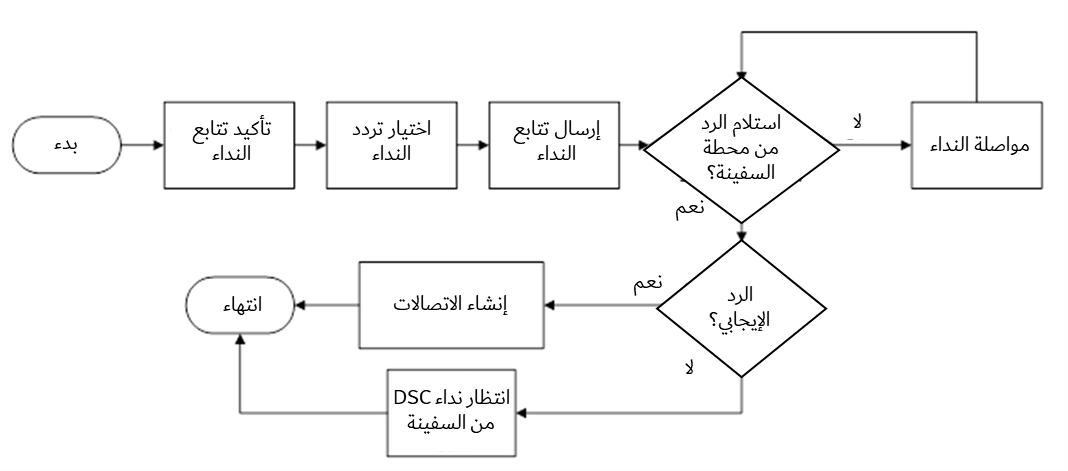 بدء
تأكيد تتابع
النداء
اختيار تردد
النداء
إرسال تتابع
النداء
استلام الرد
من محطة
السفينة؟
لا
مواصلة النداء
نعم
الرد
الإيجابي؟
نعم
إنشاء الاتصالات
انتهاء
لا
انتظار نداء DSC
من السفينة